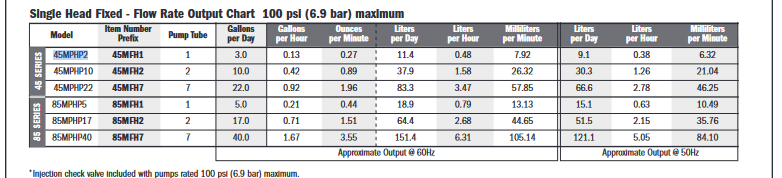 Single Head Fixed - Flow Rate Output Chart 100 psi (6.9 bar) maximum
Model Item Number Prefix Pump Tube Gallons per Day Gallons per Hour Ounces per Minute Liters per Day Liters per Hour Milliliters per Minute Liters per Day Liters per Hour Milliliters per Minute
45 SERIES
45MPHP2 45MFH1 1 3.0 0.13 0.27 11.4 0.48 7.92 9.1 0.38 6.32
45MPHP10 45MFH2 2 10.0 0.42 0.89 37.9 1.58 26.32 30.3 1.26 21.04
45MPHP22 45MFH7 7 22.0 0.92 1.96 83.3 3.47 57.85 66.6 2.78 46.25
85 SERIES
85MPHP5 85MFH1 1 5.0 0.21 0.44 18.9 0.79 13.13 15.1 0.63 10.49
85MPHP17 85MFH2 2 17.0 0.71 1.51 64.4 2.68 44.65 51.5 2.15 35.76
85MPHP40 85MFH7 7 40.0 1.67 3.55 151.4 6.31 105.14 121.1 5.05 84.10
Approximate Output @ 60Hz Approximate Output @ 50Hz
*Injection check valve included with pumps rated 100 psi (6.9 bar) maximum.